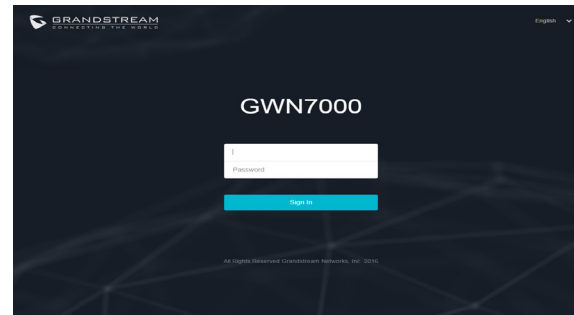 GRANDSTREAM
CONNECTING THE WORLD
English
GWN7000
Password
Sign In
All Rights Reserved Grandstream Networks, Inc. 2016